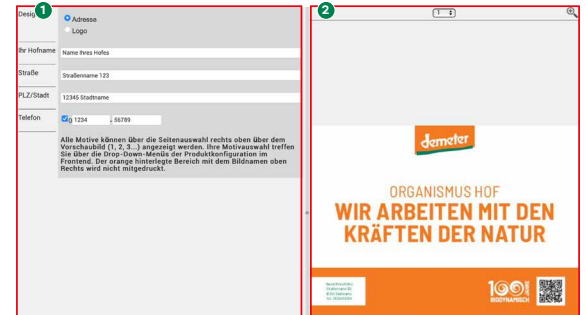 1
Desig
Adresse
Logo
Ihr Hofname
Name Ihres Hofes
Straße
Straßenname 123
PLZ/Stadt
12345 Stadtname
Telefon
0 1234 . 56789
Alle Motive können über die Seitenauswahl rechts oben über dem
Vorschaubild (1, 2, 3...) angezeigt werden. Ihre Motivauswahl treffen
Sie über die Drop-Down-Menüs der Produktkonfiguration im
Frontend. Der orange hinterlegte Bereich mit dem Bildnamen oben
Rechts wird nicht mitgedruckt.
2
1
demeter
ORGANISMUS HOF
WIR ARBEITEN MIT DEN
KRÄFTEN DER NATUR
100 JAHRE
BIODYNAMISCH